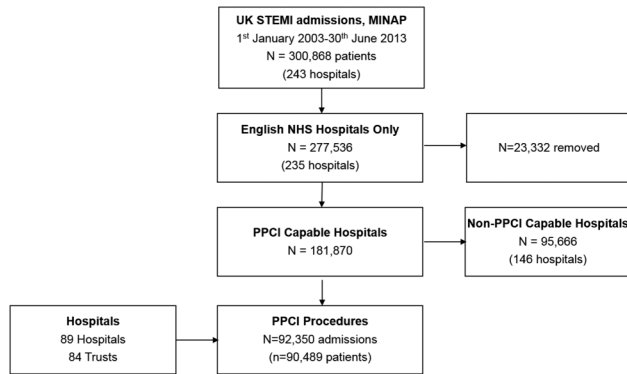 UK STEMI admissions, MINAP
1st January 2003-30th June 2013
N = 300,868 patients
(243 hospitals)
English NHS Hospitals Only
N = 277,536
(235 hospitals)
N=23,332 removed
PPCI Capable Hospitals
N = 181,870
Non-PPCI Capable Hospitals
N = 95,666
(146 hospitals)
Hospitals
89 Hospitals
84 Trusts
PPCI Procedures
N=92,350 admissions
(n=90,489 patients)